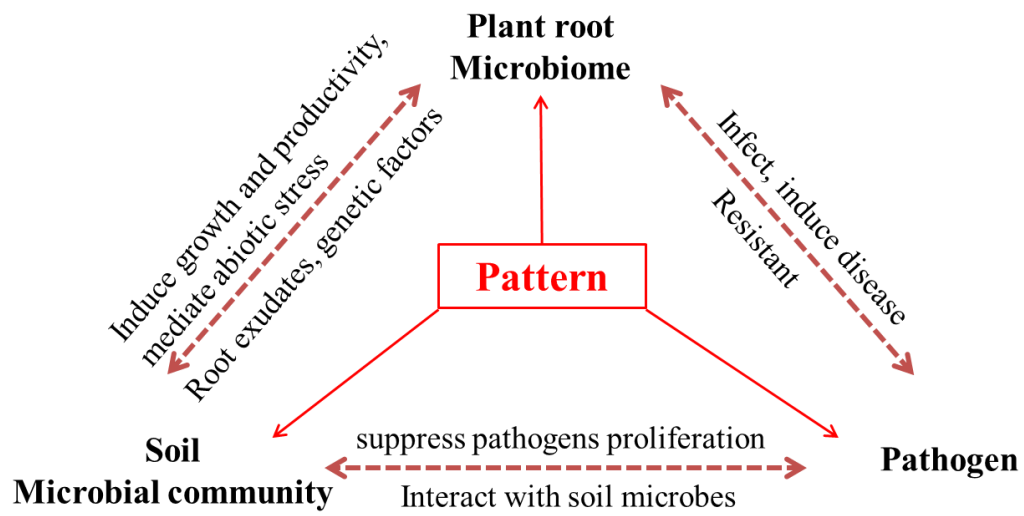 Plant root
Microbiome
Induce growth and productivity,
mediate abiotic stress
Root exudates, genetic factors
Infect, induce disease
Resistant
Pattern
suppress pathogens proliferation
Interact with soil microbes
Soil
Microbial community
Pathogen